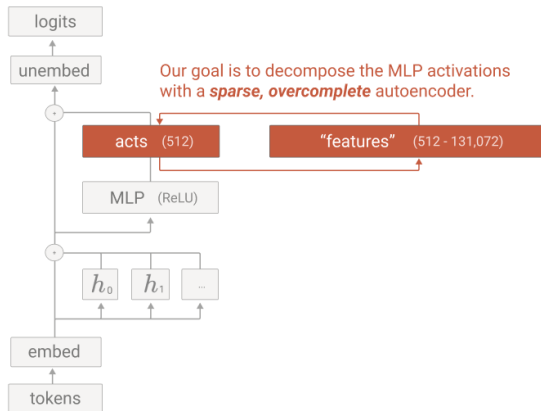 logits
unembed
Our goal is to decompose the MLP activations
with a sparse, overcomplete autoencoder.
acts (512)
“features” (512 - 131,072)
MLP (ReLU)
h0
h1
...
embed
tokens